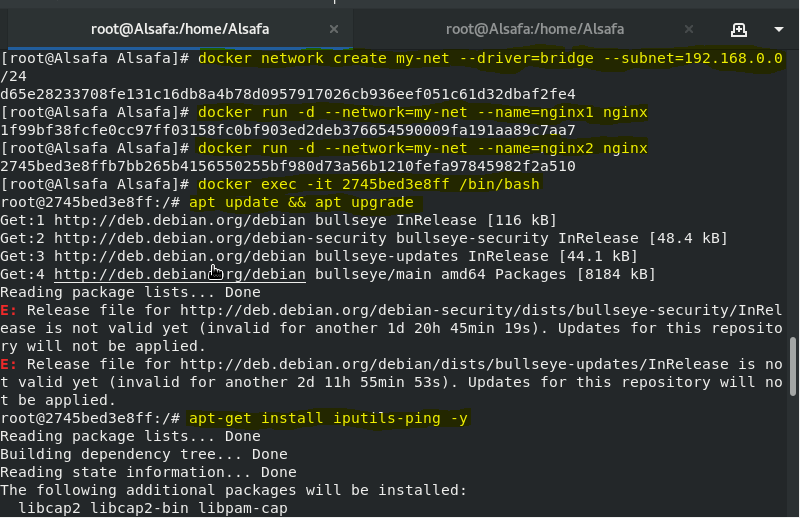 root@Alsafa:/home/Alsafa
root@Alsafa:/home/Alsafa
[root@Alsafa Alsafa]# docker network create my-net --driver=bridge --subnet=192.168.0.0
/24
d65e28233708fe131c16db8a4b78d0957917026cb936eef051c61d32dbaf2fe4
[root@Alsafa Alsafa]# docker run -d --network=my-net --name=nginx1 nginx
1f99bf38fcfe0cc97ff03158fc0bf903ed2deb376654590009fa191aa89c7aa7
[root@Alsafa Alsafa]# docker run -d --network=my-net --name=nginx2 nginx
2745bed3e8ffb7bb265b4156550255bf980d73a56b1210fefa97845982f2a510
[root@Alsafa Alsafa]# docker exec -it 2745bed3e8ff /bin/bash
root@2745bed3e8ff:/# apt update && apt upgrade
Get:1 http://deb.debian.org/debian bullseye InRelease [116 kB]
Get:2 http://deb.debian.org/debian-security bullseye-security InRelease [48.4 kB]
Get:3 http://deb.debian.org/debian bullseye-updates InRelease [44.1 kB]
Get:4 http://deb.debian.org/debian bullseye/main amd64 Packages [8184 kB]
Reading package lists... Done
E: Release file for http://deb.debian.org/debian-security/dists/bullseye-security/InRel
ease is not valid yet (invalid for another 1d 20h 45min 19s). Updates for this reposito
ry will not be applied.
E: Release file for http://deb.debian.org/debian/dists/bullseye-updates/InRelease is no
t valid yet (invalid for another 2d 11h 55min 53s). Updates for this repository will no
t be applied.
root@2745bed3e8ff:/# apt-get install iputils-ping -y
Reading package lists... Done
Building dependency tree... Done
Reading state information... Done
The following additional packages will be installed:
  libcap2 libcap2-bin libpam-cap